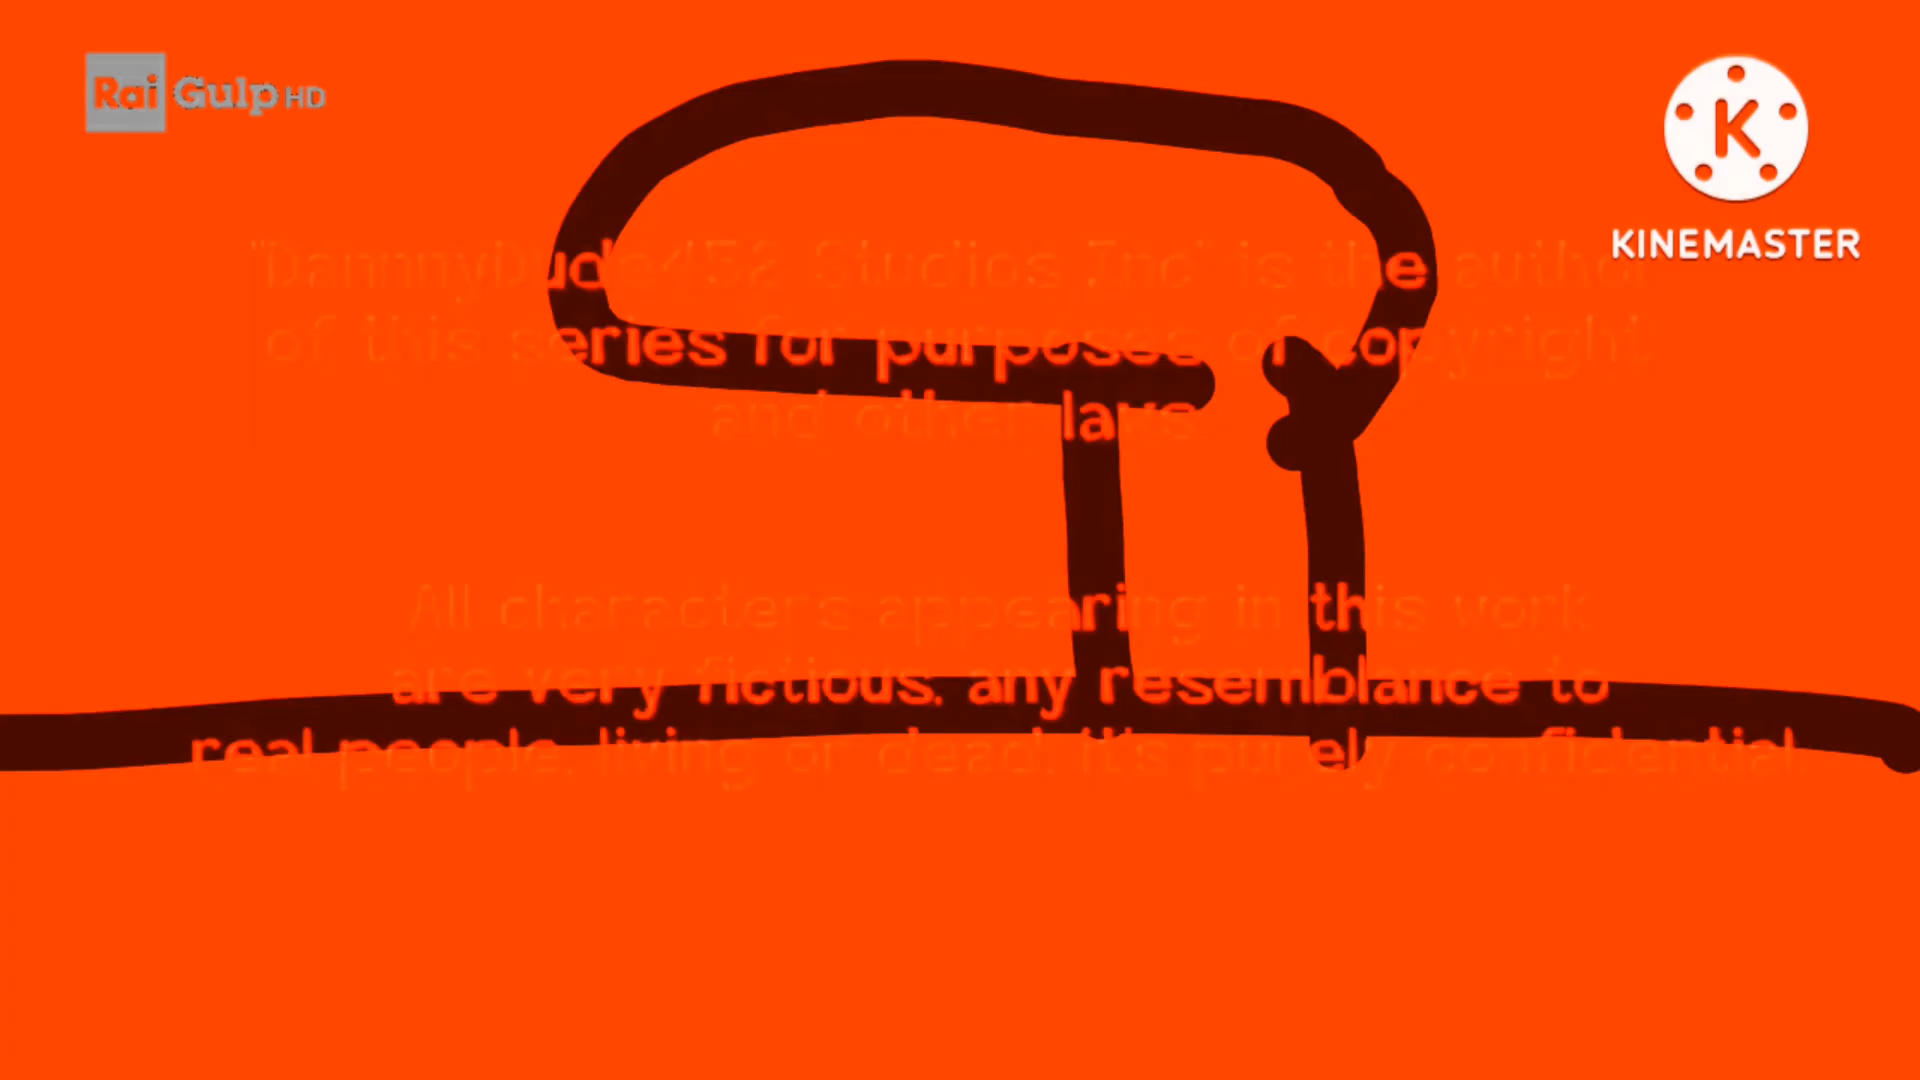 Rai Gulp HD
K
KINEMASTER
"DannnyDude452 Studios Inc" is the author
of this series for purposes of copyright
and other laws
All characters appearing in this work
are very fictious, any resemblance to
real people, living or dead, it's purely confidential